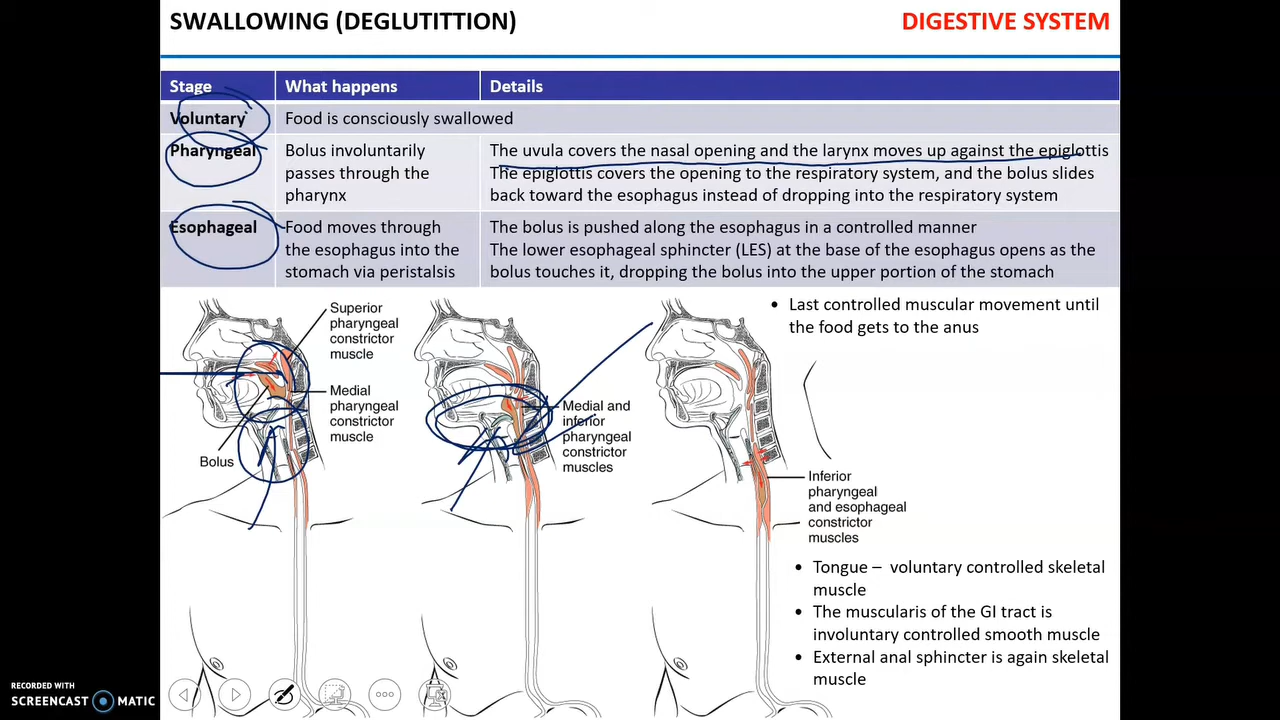 SWALLOWING (DEGLUTITTION)
DIGESTIVE SYSTEM
Stage
What happens
Details
Voluntary
Food is consciously swallowed
Pharyngeal
Bolus involuntarily
passes through the
pharynx
The uvula covers the nasal opening and the larynx moves up against the epiglottis
The epiglottis covers the opening to the respiratory system, and the bolus slides
back toward the esophagus instead of dropping into the respiratory system
Esophageal
Food moves through
the esophagus into the
stomach via peristalsis
The bolus is pushed along the esophagus in a controlled manner
The lower esophageal sphincter (LES) at the base of the esophagus opens as the
bolus touches it, dropping the bolus into the upper portion of the stomach
Superior
pharyngeal
constrictor
muscle
Medial
pharyngeal
constrictor
muscle
Bolus
Medial and
inferior
pharyngeal
constrictor
muscles
• Last controlled muscular movement until
the food gets to the anus
Inferior
pharyngeal
and esophageal
constrictor
muscles
• Tongue – voluntary controlled skeletal
muscle
• The muscularis of the GI tract is
involuntary controlled smooth muscle
• External anal sphincter is again skeletal
muscle
RECORDED WITH
SCREENCAST MATIC